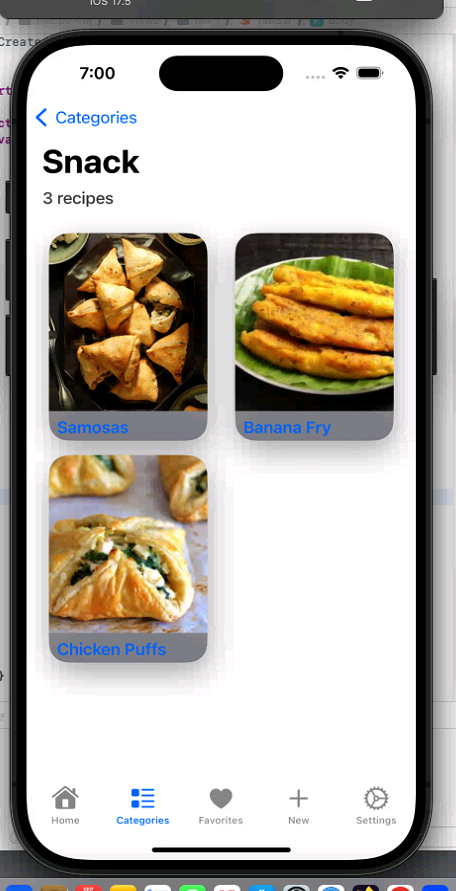 iOS 17.5
Create
7:00
Categories
Snack
3 recipes
Samosas
Banana Fry
Chicken Puffs
Home
Categories
Favorites
New
Settings